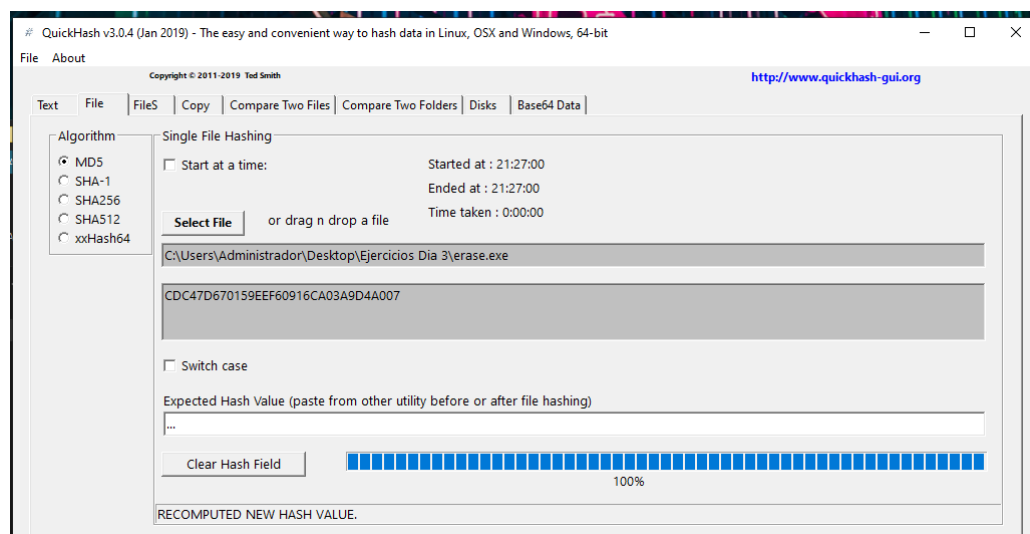 # QuickHash v3.0.4 (Jan 2019) - The easy and convenient way to hash data in Linux, OSX and Windows, 64-bit
File About
Copyright © 2011-2019 Ted Smith http://www.quickhash-gui.org
Text File FileS Copy Compare Two Files Compare Two Folders Disks Base64 Data
Algorithm
MD5
SHA-1
SHA256
SHA512
xxHash64
Single File Hashing
Start at a time:
Started at : 21:27:00
Ended at : 21:27:00
Time taken : 0:00:00
Select File or drag n drop a file
C:\Users\Administrador\Desktop\Ejercicios Dia 3\erase.exe
CDC47D670159EEF60916CA03A9D4A007
Switch case
Expected Hash Value (paste from other utility before or after file hashing)
...
Clear Hash Field
100%
RECOMPUTED NEW HASH VALUE.